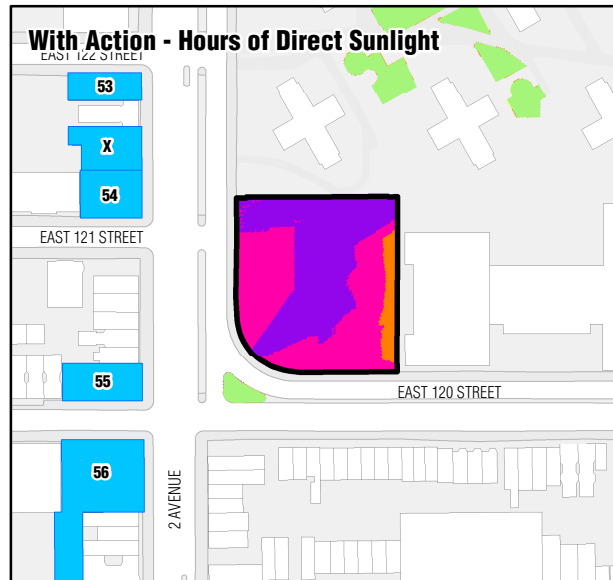 With Action - Hours of Direct Sunlight
EAST 122 STREET
53
X
54
EAST 121 STREET
55
EAST 120 STREET
56
2 AVENUE